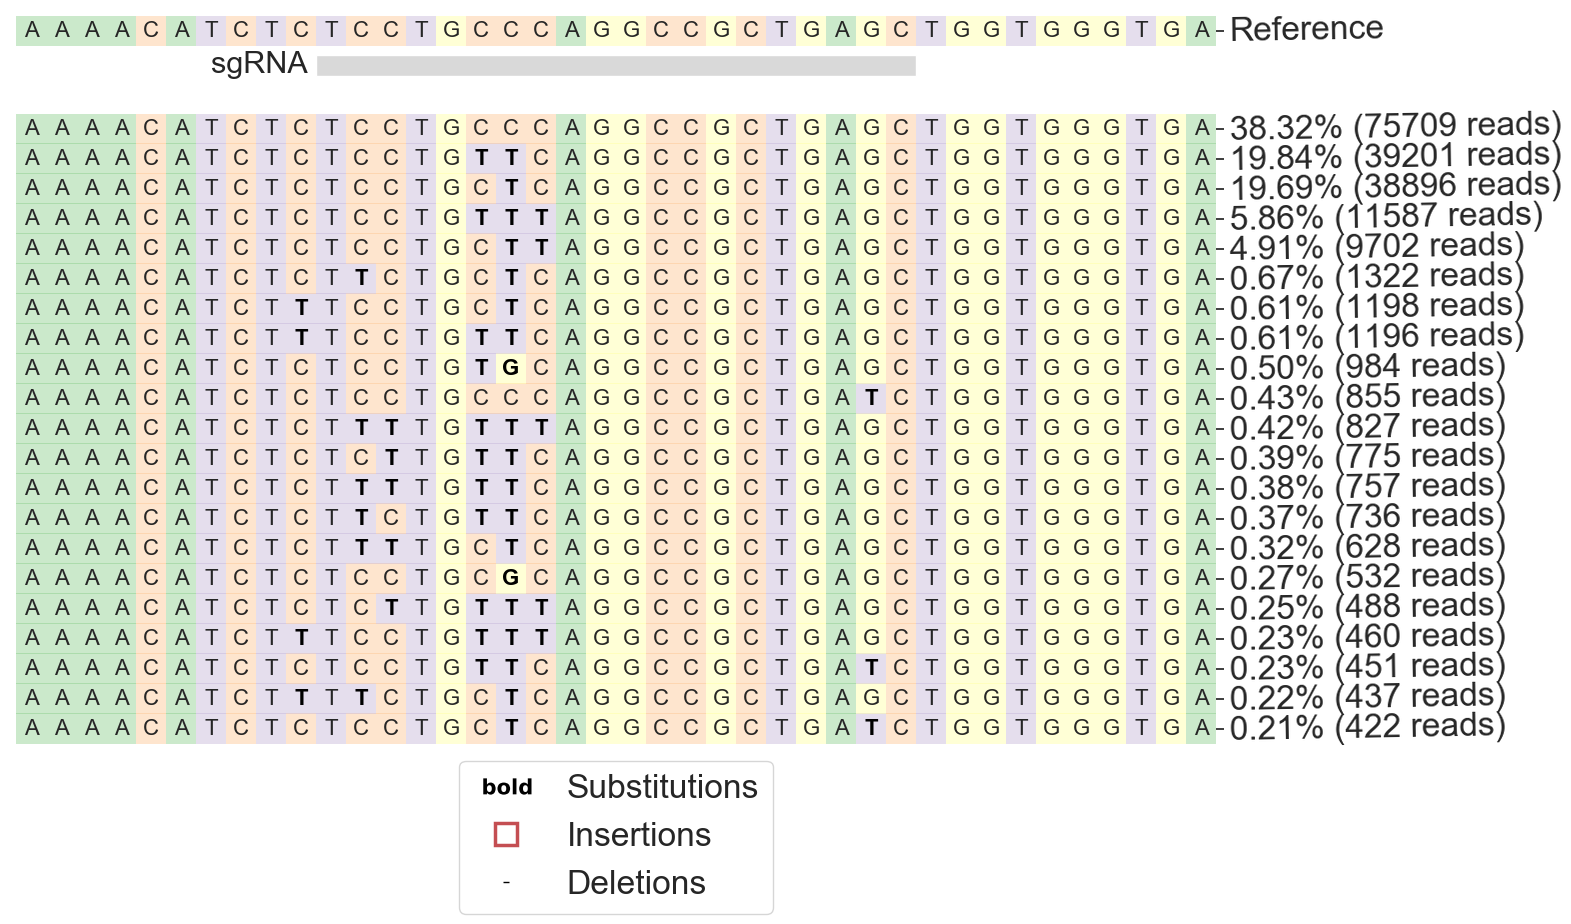 A A A A C A T C T C T C C T G C C C A G G C C G C T G A G C T G G T G G G T G A Reference
sgRNA
A A A A C A T C T C T C C T G C C C A G G C C G C T G A G C T G G T G G G T G A 38.32% (75709 reads)
A A A A C A T C T C T C C T G T T C A G G C C G C T G A G C T G G T G G G T G A 19.84% (39201 reads)
A A A A C A T C T C T C C T G C T C A G G C C G C T G A G C T G G T G G G T G A 19.69% (38896 reads)
A A A A C A T C T C T C C T G T T T A G G C C G C T G A G C T G G T G G G T G A 5.86% (11587 reads)
A A A A C A T C T C T C C T G C T T A G G C C G C T G A G C T G G T G G G T G A 4.91% (9702 reads)
A A A A C A T C T C T T C T G C T C A G G C C G C T G A G C T G G T G G G T G A 0.67% (1322 reads)
A A A A C A T C T T T C C T G C T C A G G C C G C T G A G C T G G T G G G T G A 0.61% (1198 reads)
A A A A C A T C T T T C C T G T T C A G G C C G C T G A G C T G G T G G G T G A 0.61% (1196 reads)
A A A A C A T C T C T C C T G T G C A G G C C G C T G A G C T G G T G G G T G A 0.50% (984 reads)
A A A A C A T C T C T C C T G C C C A G G C C G C T G A T C T G G T G G G T G A 0.43% (855 reads)
A A A A C A T C T C T T T T G T T T A G G C C G C T G A G C T G G T G G G T G A 0.42% (827 reads)
A A A A C A T C T C T C T T G T T C A G G C C G C T G A G C T G G T G G G T G A 0.39% (775 reads)
A A A A C A T C T C T T T T G T T C A G G C C G C T G A G C T G G T G G G T G A 0.38% (757 reads)
A A A A C A T C T C T T C T G T T C A G G C C G C T G A G C T G G T G G G T G A 0.37% (736 reads)
A A A A C A T C T C T T T T G C T C A G G C C G C T G A G C T G G T G G G T G A 0.32% (628 reads)
A A A A C A T C T C T C C T G C G C A G G C C G C T G A G C T G G T G G G T G A 0.27% (532 reads)
A A A A C A T C T C T C T T G T T T A G G C C G C T G A G C T G G T G G G T G A 0.25% (488 reads)
A A A A C A T C T T T C C T G T T T A G G C C G C T G A G C T G G T G G G T G A 0.23% (460 reads)
A A A A C A T C T C T C C T G T T C A G G C C G C T G A T C T G G T G G G T G A 0.23% (451 reads)
A A A A C A T C T T T T C T G C T C A G G C C G C T G A G C T G G T G G G T G A 0.22% (437 reads)
A A A A C A T C T C T C C T G C T C A G G C C G C T G A T C T G G T G G G T G A 0.21% (422 reads)
bold Substitutions
Insertions
- Deletions